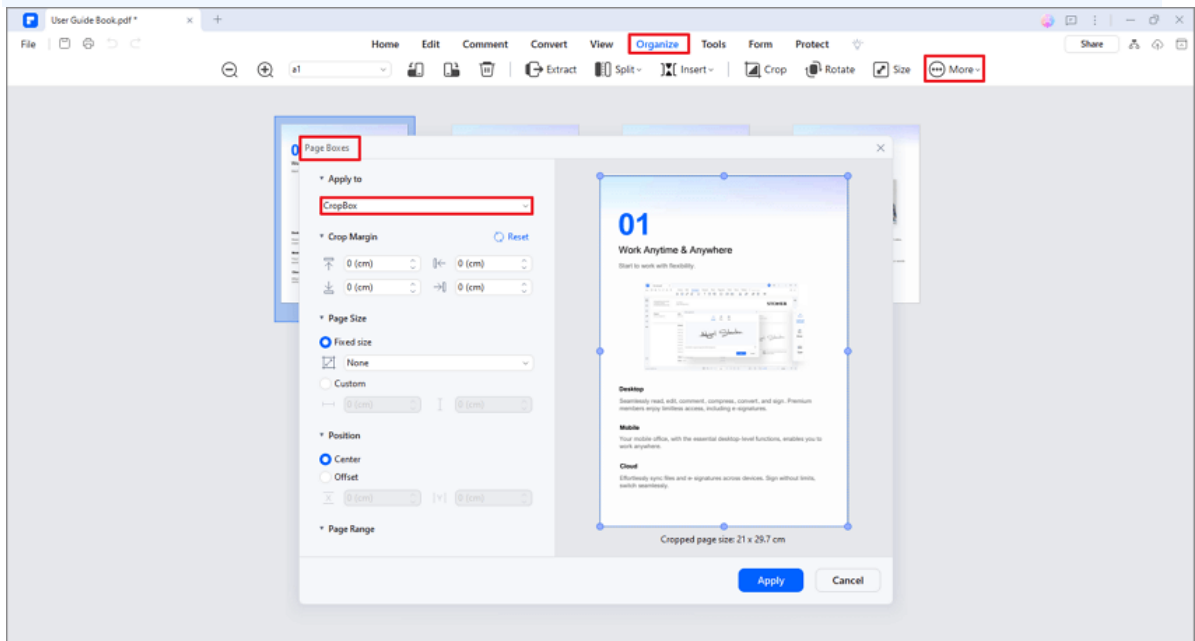 User Guide Book.pdf * × +
File Home Edit Comment Convert View Organize Tools Form Protect Share
a1 Extract Split Insert Crop Rotate Size More
Page Boxes
Apply to
CropBox
Crop Margin Reset
0 (cm) 0 (cm)
0 (cm) 0 (cm)
Page Size
Fixed size
None
Custom
0 (cm) 0 (cm)
Position
Center
Offset
0 (cm) 0 (cm)
Page Range
01
Work Anytime & Anywhere
Start to work with flexibility.
Desktop
Seamlessly read, edit, comment, compress, convert, and sign. Premium
members enjoy limitless access, including e-signatures.
Mobile
Your mobile office, with the essential desktop-level functions, enables you to
work anywhere.
Cloud
Effortlessly sync files and e-signatures across devices. Sign without limits,
switch seamlessly.
Cropped page size: 21 x 29.7 cm
Apply Cancel